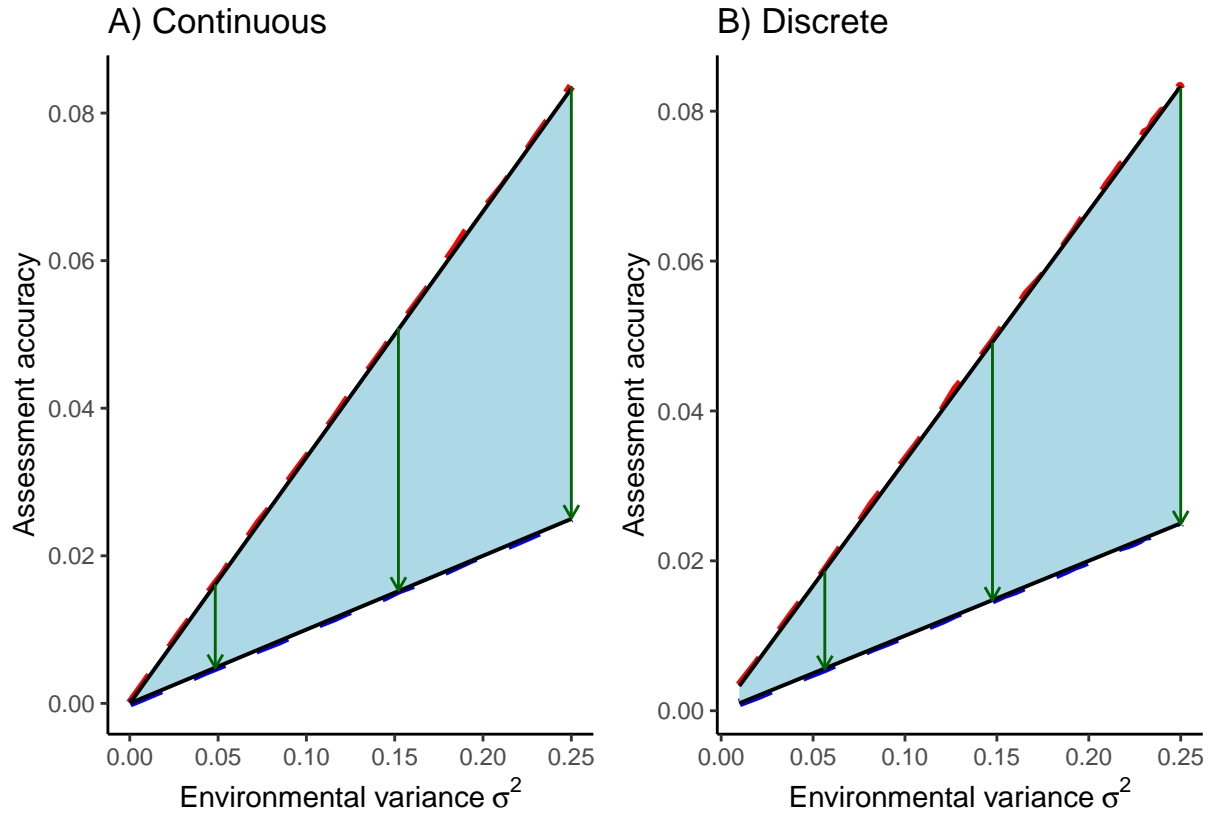 A) Continuous
Assessment accuracy
0.08
0.06
0.04
0.02
0.00
0.00 0.05 0.10 0.15 0.20 0.25
Environmental variance σ²
B) Discrete
Assessment accuracy
0.08
0.06
0.04
0.02
0.00
0.00 0.05 0.10 0.15 0.20 0.25
Environmental variance σ²